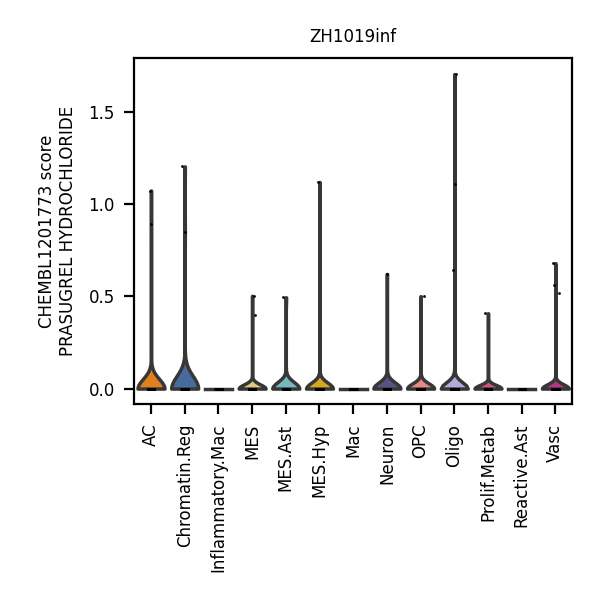 ZH1019inf
CHEMBL1201773 score
PRASUGREL HYDROCHLORIDE
1.5
1.0
0.5
0.0
AC
Chromatin.Reg
Inflammatory.Mac
MES
MES.Ast
MES.Hyp
Mac
Neuron
OPC
Oligo
Prolif.Metab
Reactive.Ast
Vasc